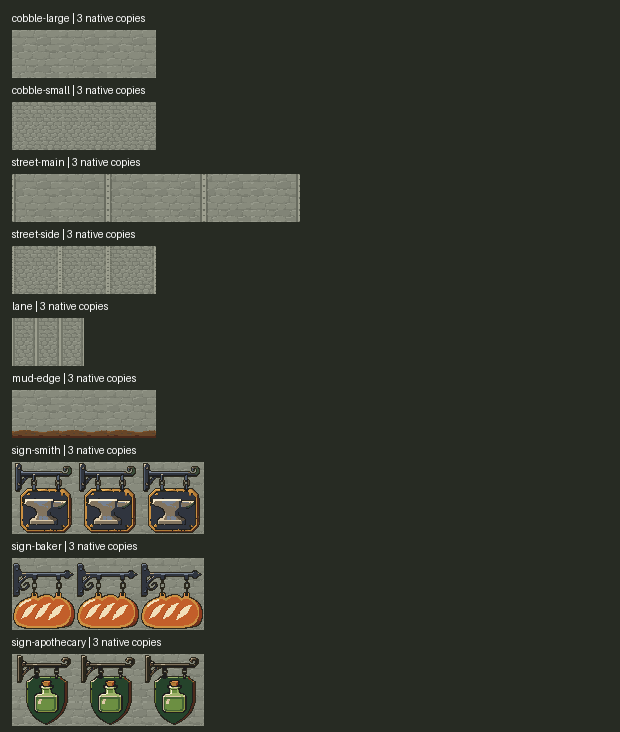 cobble-large | 3 native copies
cobble-small | 3 native copies
street-main | 3 native copies
street-side | 3 native copies
lane | 3 native copies
mud-edge | 3 native copies
sign-smith | 3 native copies
sign-baker | 3 native copies
sign-apothecary | 3 native copies